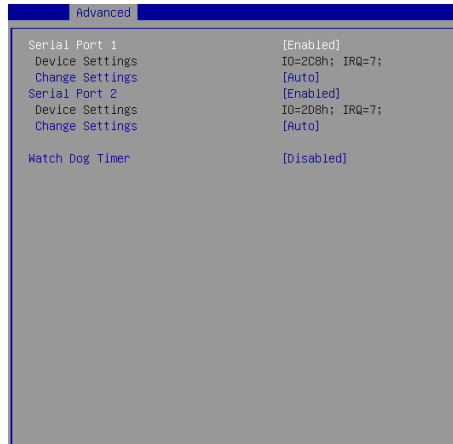 Advanced
Serial Port 1 [Enabled]
Device Settings IO=2C8h; IRQ=7;
Change Settings [Auto]
Serial Port 2 [Enabled]
Device Settings IO=2D8h; IRQ=7;
Change Settings [Auto]
Watch Dog Timer [Disabled]